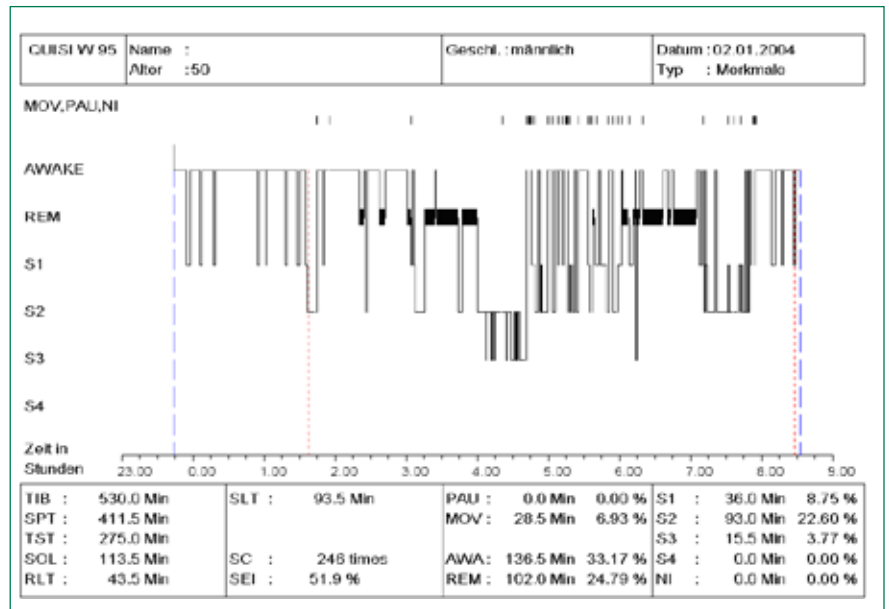 QUISI W 95 Name : Geschl. : männlich Datum : 02.01.2004
Alter : 50 Typ : Merkmale
MOV,PAU,NI
AWAKE
REM
S1
S2
S3
S4
Zeit in
Stunden 23.00 0.00 1.00 2.00 3.00 4.00 5.00 6.00 7.00 8.00 9.00
TIB : 530.0 Min SLT : 93.5 Min PAU : 0.0 Min 0.00 % S1 : 36.0 Min 8.75 %
SPT : 411.5 Min MOV : 28.5 Min 6.93 % S2 : 93.0 Min 22.60 %
TST : 275.0 Min S3 : 15.5 Min 3.77 %
SOL : 113.5 Min SC : 246 times AWA : 136.5 Min 33.17 % S4 : 0.0 Min 0.00 %
RLT : 43.5 Min SEI : 51.9 % REM : 102.0 Min 24.79 % NI : 0.0 Min 0.00 %